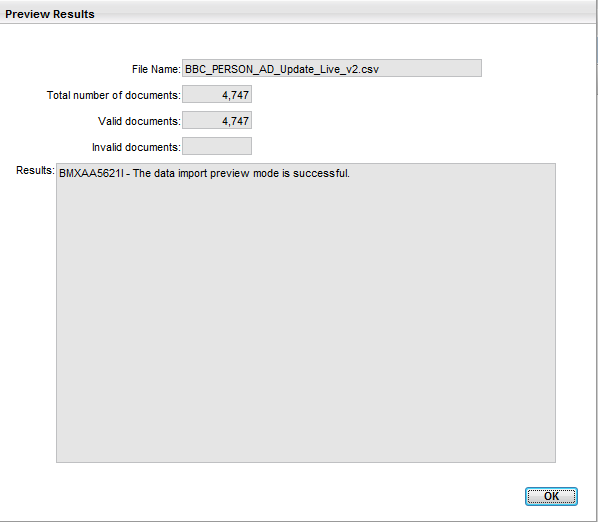 Preview Results
File Name: BBC_PERSON_AD_Update_Live_v2.csv
Total number of documents: 4,747
Valid documents: 4,747
Invalid documents:
Results: BMXAA5621I - The data import preview mode is successful.
OK